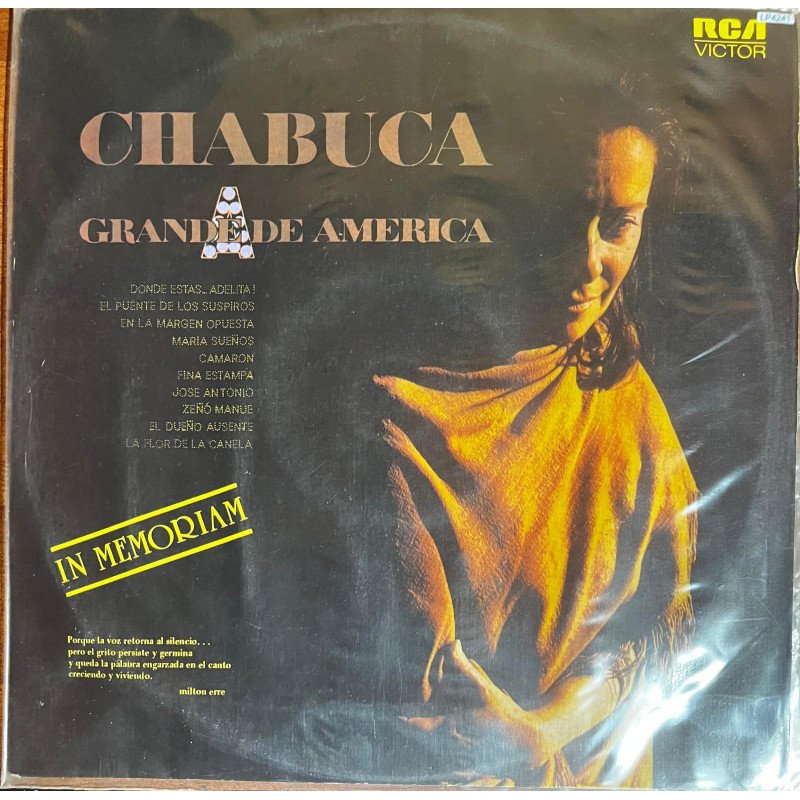 RCA
LP4241
VICTOR
CHABUCA
A
GRANDE DE AMERICA
DONDE ESTAS... ADELITA!
EL PUENTE DE LOS SUSPIROS
EN LA MARGEN OPUESTA
MARIA SUEÑOS
CAMARON
FINA ESTAMPA
JOSE ANTONIO
ZEÑÓ MANUE
EL DUEÑO AUSENTE
LA FLOR DE LA CANELA
IN MEMORIAM
Porque la voz retorna al silencio...
pero el grito persiste y germina
y queda la palabra engarzada en el canto
creciendo y viviendo.
milton erre